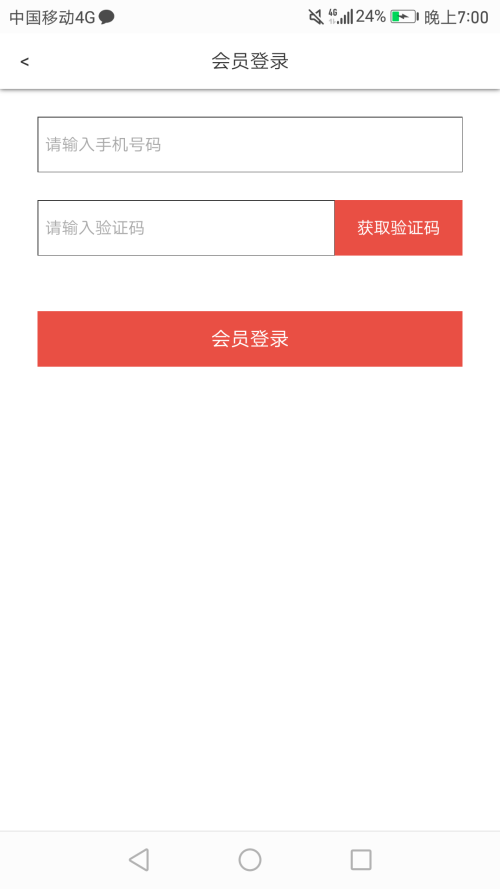 中国移动4G 4G 24% 晚上7:00
< 会员登录
请输入手机号码
请输入验证码 获取验证码
会员登录